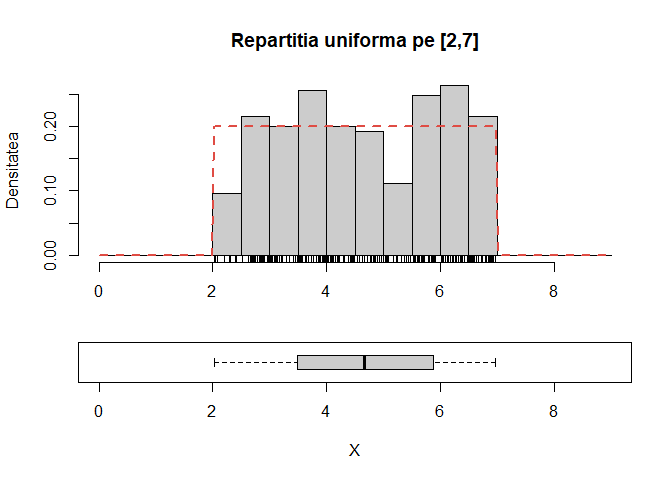 Repartitia uniforma pe [2,7]
Densitatea
0.20
0.10
0.00
0 2 4 6 8
0 2 4 6 8
X